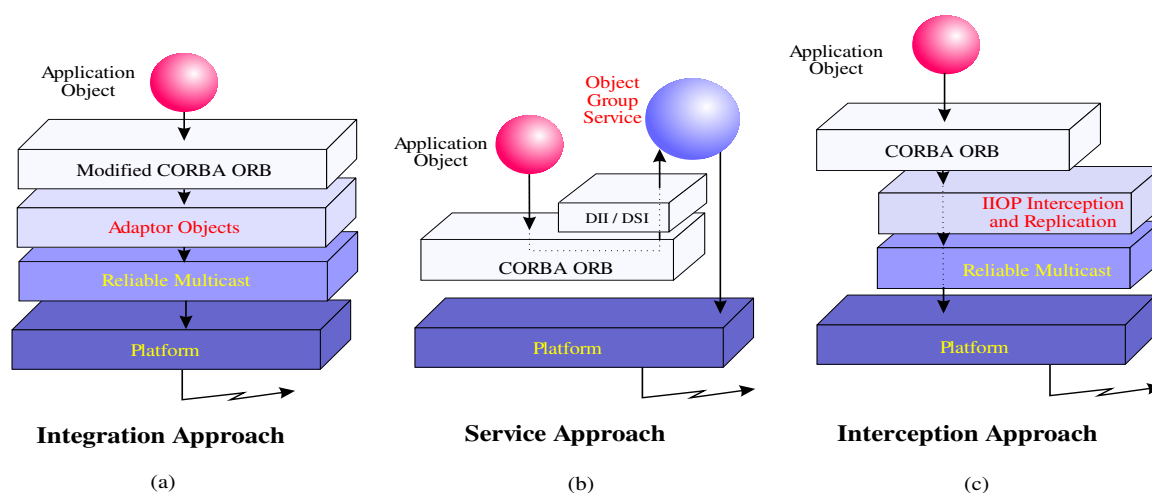 Application
Object
Modified CORBA ORB
Adaptor Objects
Reliable Multicast
Platform
Integration Approach
(a)
Object
Group
Service
Application
Object
DII / DSI
CORBA ORB
Platform
Service Approach
(b)
Application
Object
CORBA ORB
IIOP Interception
and Replication
Reliable Multicast
Platform
Interception Approach
(c)